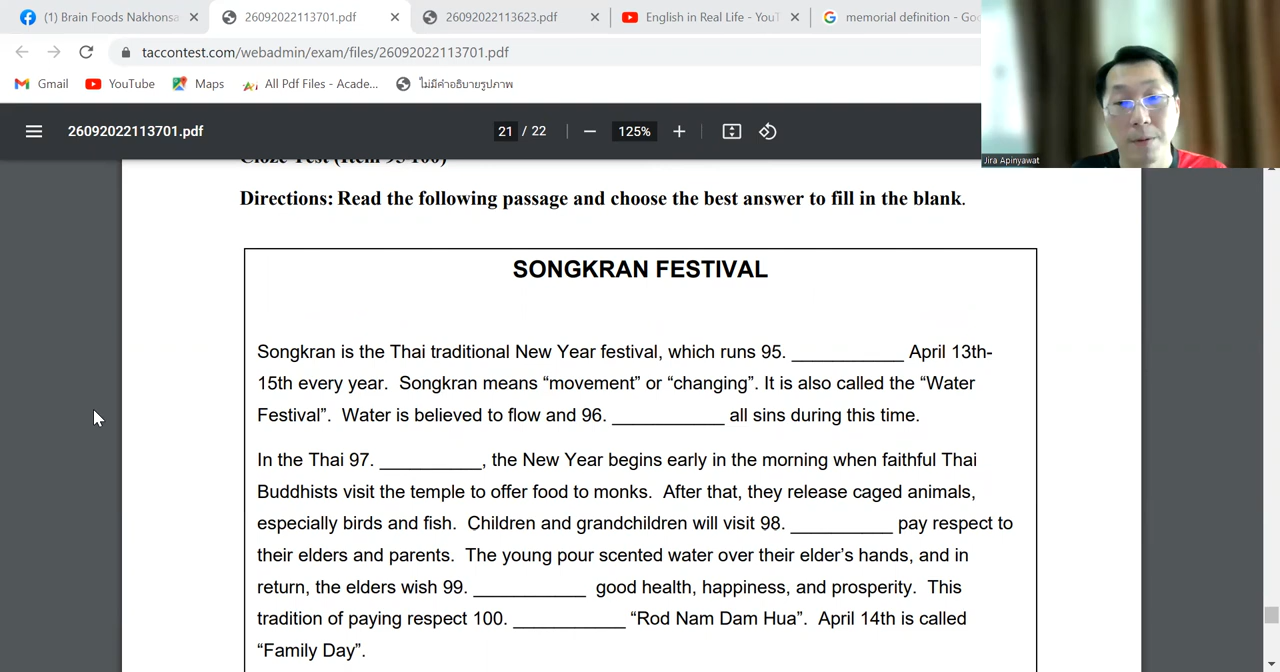 (1) Brain Foods Nakhonsa
26092022113701.pdf
26092022113623.pdf
English in Real Life - YouT
memorial definition - Goo
taccontest.com/webadmin/exam/files/26092022113701.pdf
Gmail
YouTube
Maps
All Pdf Files - Acade...
ไม่มีคำอธิบายรูปภาพ
26092022113701.pdf
21 / 22
125%
Jira Apinyawat
Cloze Test (Item 95-100)
Directions: Read the following passage and choose the best answer to fill in the blank.
SONGKRAN FESTIVAL
Songkran is the Thai traditional New Year festival, which runs 95. ___________ April 13th-
15th every year. Songkran means “movement” or “changing”. It is also called the “Water
Festival”. Water is believed to flow and 96. ___________ all sins during this time.
In the Thai 97. __________, the New Year begins early in the morning when faithful Thai
Buddhists visit the temple to offer food to monks. After that, they release caged animals,
especially birds and fish. Children and grandchildren will visit 98. __________ pay respect to
their elders and parents. The young pour scented water over their elder’s hands, and in
return, the elders wish 99. ___________ good health, happiness, and prosperity. This
tradition of paying respect 100. ___________ “Rod Nam Dam Hua”. April 14th is called
“Family Day”.